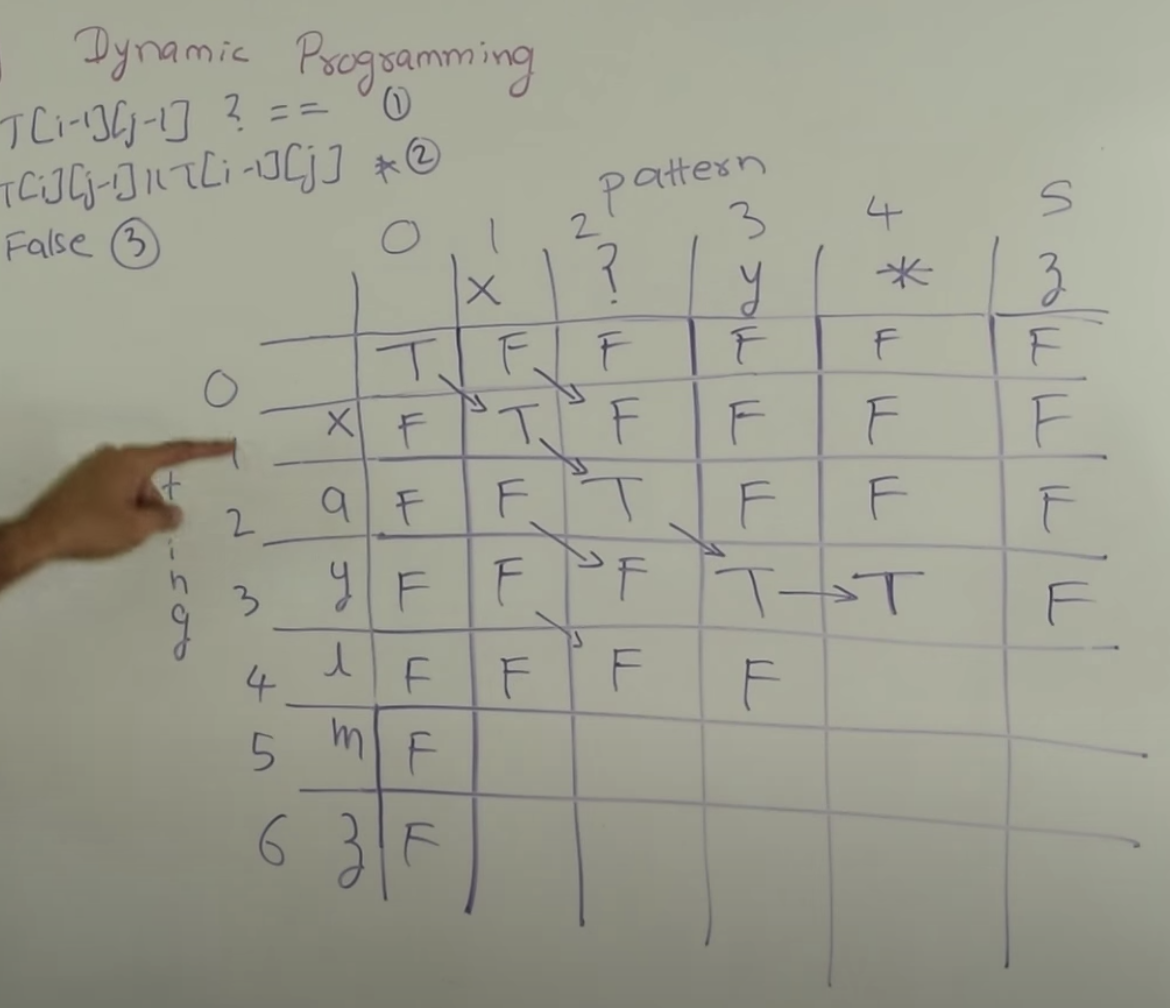 Dynamic Programming
T[i-1][j-1] ? == ①
T[i][j-1] || T[i-1][j] * ②
False ③
pattern
0 1 2 3 4 5
x ? y * z
0 T F F F F F
1 x F T F F F F
2 a F F T F F F
3 y F F F T → T F
4 l F F F F
5 m F
6 z F
t
i
n
g